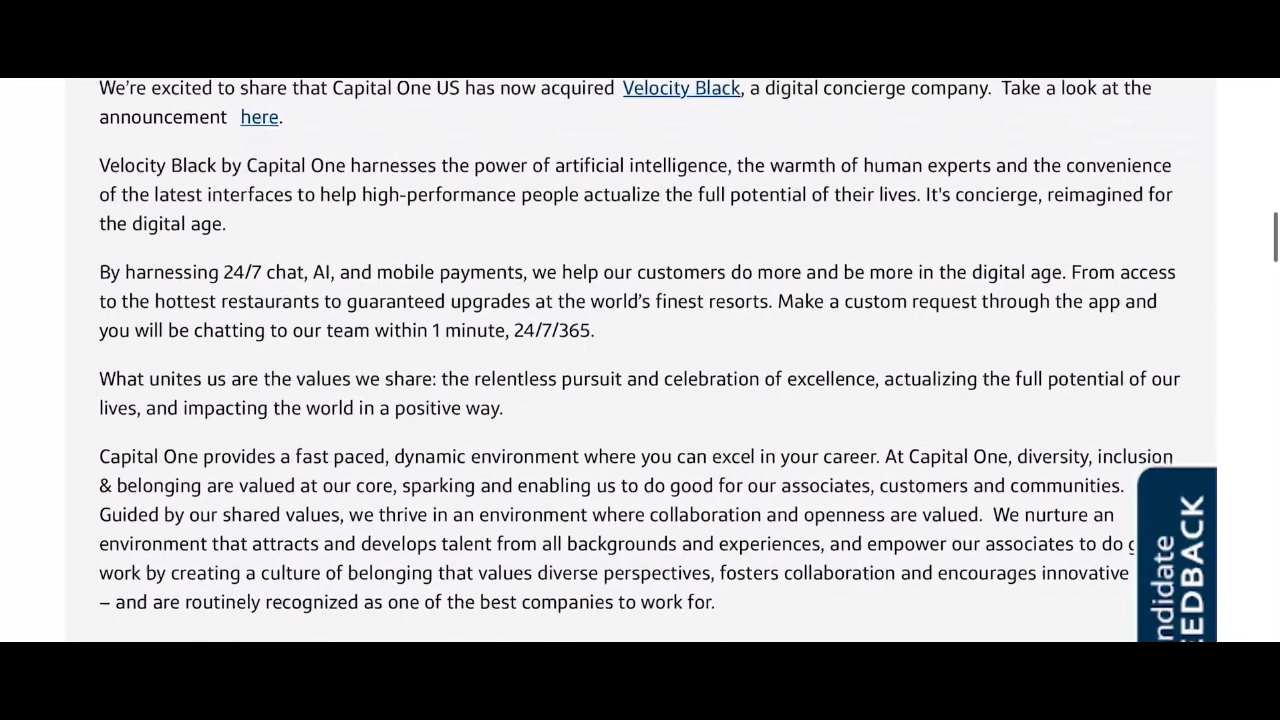 We’re excited to share that Capital One US has now acquired Velocity Black, a digital concierge company. Take a look at the
announcement here.
Velocity Black by Capital One harnesses the power of artificial intelligence, the warmth of human experts and the convenience
of the latest interfaces to help high-performance people actualize the full potential of their lives. It's concierge, reimagined for
the digital age.
By harnessing 24/7 chat, AI, and mobile payments, we help our customers do more and be more in the digital age. From access
to the hottest restaurants to guaranteed upgrades at the world’s finest resorts. Make a custom request through the app and
you will be chatting to our team within 1 minute, 24/7/365.
What unites us are the values we share: the relentless pursuit and celebration of excellence, actualizing the full potential of our
lives, and impacting the world in a positive way.
Capital One provides a fast paced, dynamic environment where you can excel in your career. At Capital One, diversity, inclusion
& belonging are valued at our core, sparking and enabling us to do good for our associates, customers and communities.
Guided by our shared values, we thrive in an environment where collaboration and openness are valued. We nurture an
environment that attracts and develops talent from all backgrounds and experiences, and empower our associates to do
work by creating a culture of belonging that values diverse perspectives, fosters collaboration and encourages innovative
– and are routinely recognized as one of the best companies to work for.
ndidate
EDBACK